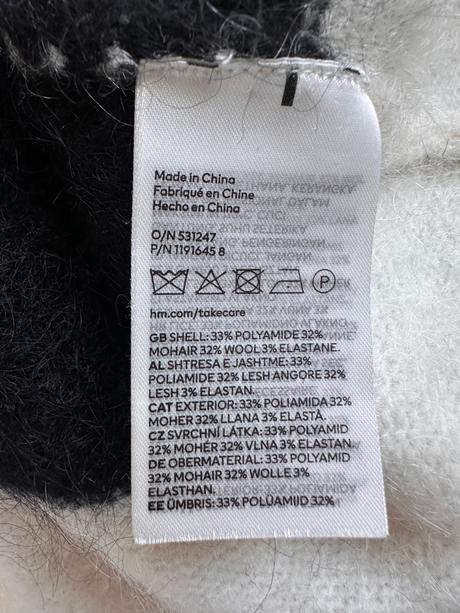 Made in China
Fabriqué en Chine
Hecho en China
O/N 531247
P/N 1191645 8
P
hm.com/takecare
GB SHELL: 33% POLYAMIDE 32%
MOHAIR 32% WOOL 3% ELASTANE.
AL SHTRESA E JASHTME: 33%
POLIAMIDE 32% LESH ANGORE 32%
LESH 3% ELASTAN.
CAT EXTERIOR: 33% POLIAMIDA 32%
MOHER 32% LLANA 3% ELASTÀ.
CZ SVRCHNÍ LÁTKA: 33% POLYAMID
32% MOHÉR 32% VLNA 3% ELASTAN.
DE OBERMATERIAL: 33% POLYAMID
32% MOHAIR 32% WOLLE 3%
ELASTHAN.
EE ÜMBRIS: 33% POLÜAMIID 32%